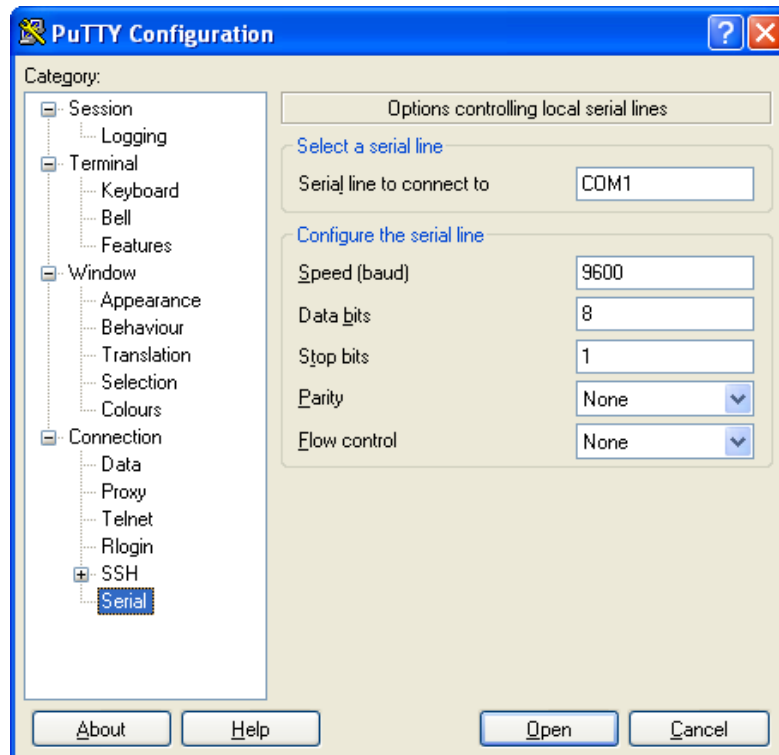 PuTTY Configuration
Category:
Session
Logging
Terminal
Keyboard
Bell
Features
Window
Appearance
Behaviour
Translation
Selection
Colours
Connection
Data
Proxy
Telnet
Rlogin
SSH
Serial
Options controlling local serial lines
Select a serial line
Serial line to connect to COM1
Configure the serial line
Speed (baud) 9600
Data bits 8
Stop bits 1
Parity None
Flow control None
About Help Open Cancel